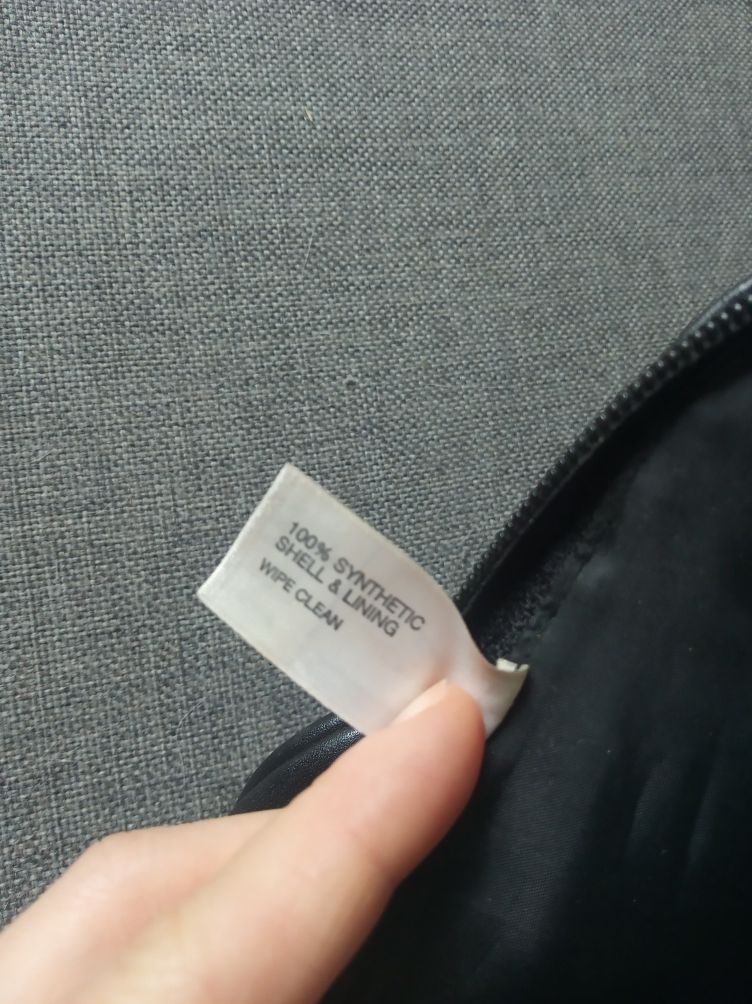 100% SYNTHETIC
SHELL & LINING
WIPE CLEAN